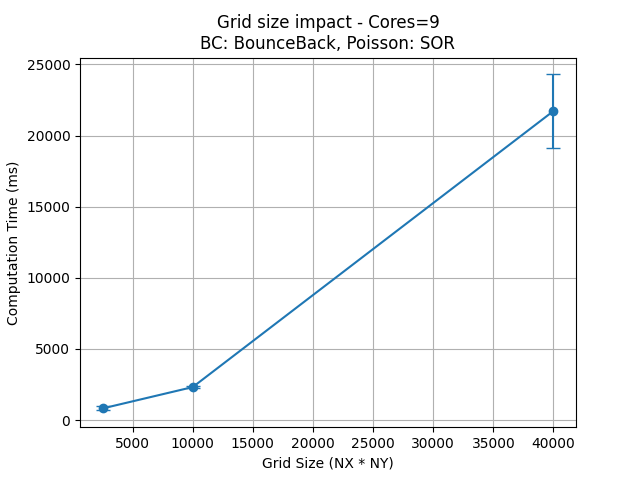 Grid size impact - Cores=9
BC: BounceBack, Poisson: SOR
25000
20000
15000
10000
5000
0
Computation Time (ms)
5000 10000 15000 20000 25000 30000 35000 40000
Grid Size (NX * NY)